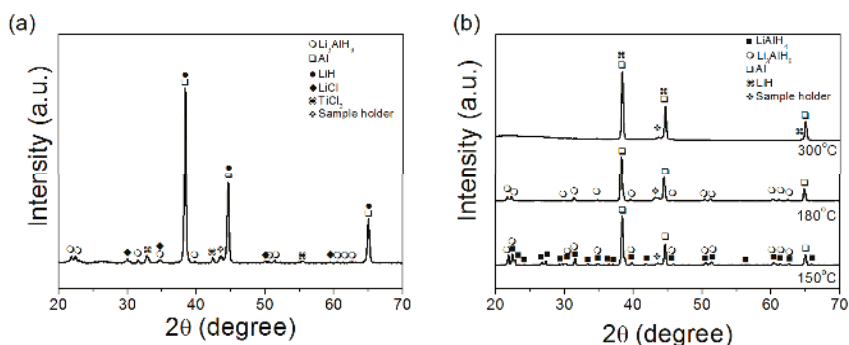 (a)
Intensity (a.u.)
Li₃AlH₆
Al
LiH
LiCl
Sample holder
20 30 40 50 60 70
2θ (degree)
(b)
Intensity (a.u.)
LiAlH₄
Li₃AlH₆
Al
LiH
Sample holder
300°C
180°C
150°C
20 30 40 50 60 70
2θ (degree)